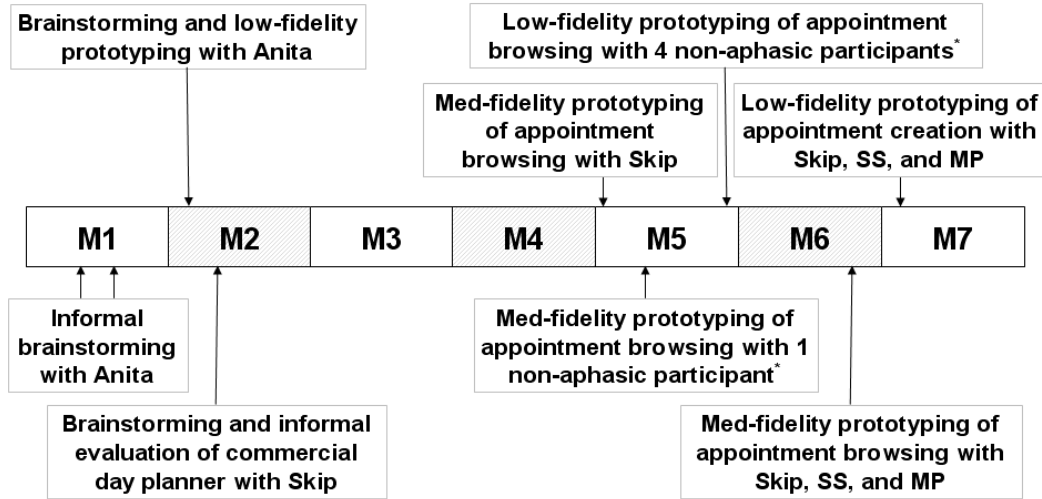 Brainstorming and low-fidelity
prototyping with Anita
Low-fidelity prototyping of appointment
browsing with 4 non-aphasic participants*
Med-fidelity prototyping
of appointment
browsing with Skip
Low-fidelity prototyping of
appointment creation with
Skip, SS, and MP
M1 M2 M3 M4 M5 M6 M7
Informal
brainstorming
with Anita
Med-fidelity prototyping of
appointment browsing with 1
non-aphasic participant*
Brainstorming and informal
evaluation of commercial
day planner with Skip
Med-fidelity prototyping of
appointment browsing with
Skip, SS, and MP